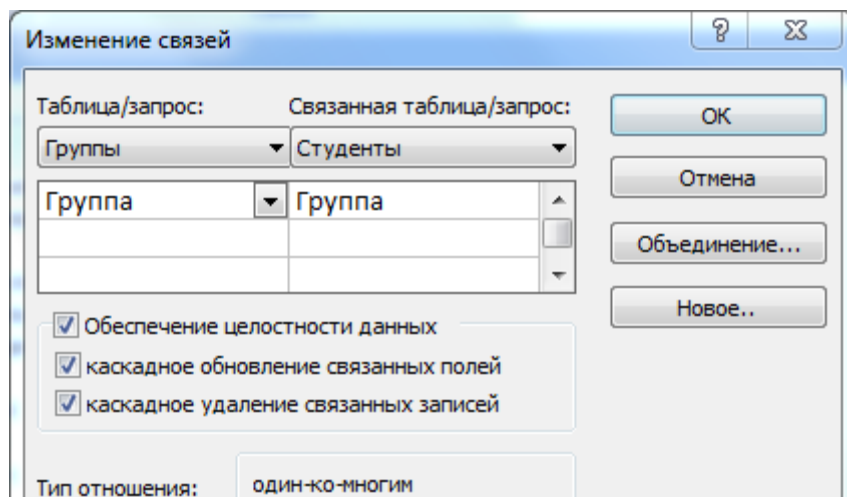 Изменение связей
Таблица/запрос: Связанная таблица/запрос:
Группы Студенты
Группа Группа
Обеспечение целостности данных
каскадное обновление связанных полей
каскадное удаление связанных записей
Тип отношения: один-ко-многим
ОК
Отмена
Объединение...
Новое..